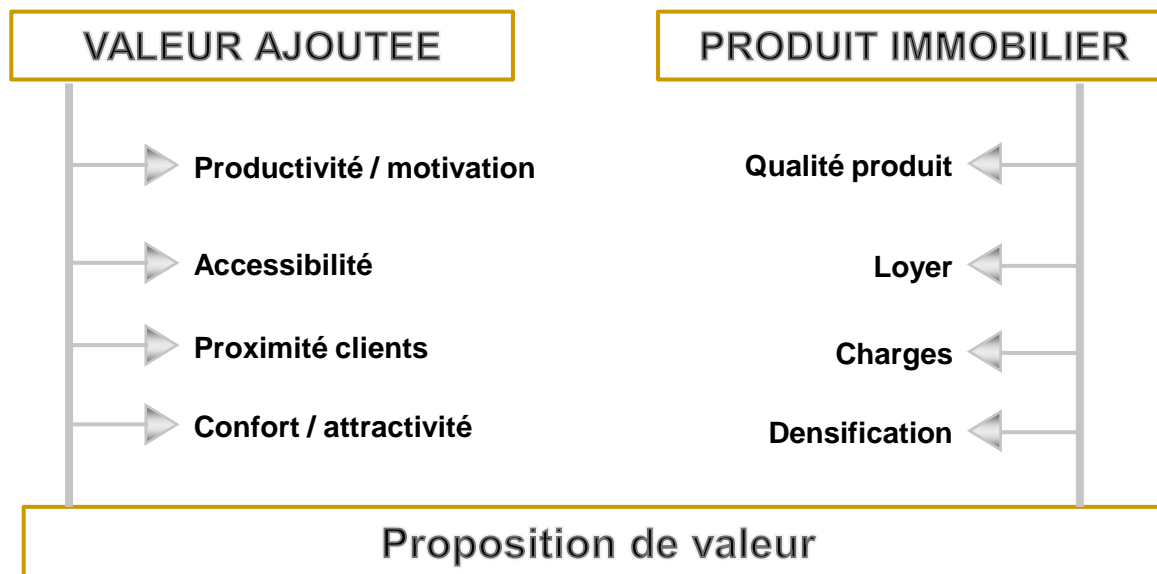 VALEUR AJOUTEE
Productivité / motivation
Accessibilité
Proximité clients
Confort / attractivité
PRODUIT IMMOBILIER
Qualité produit
Loyer
Charges
Densification
Proposition de valeur